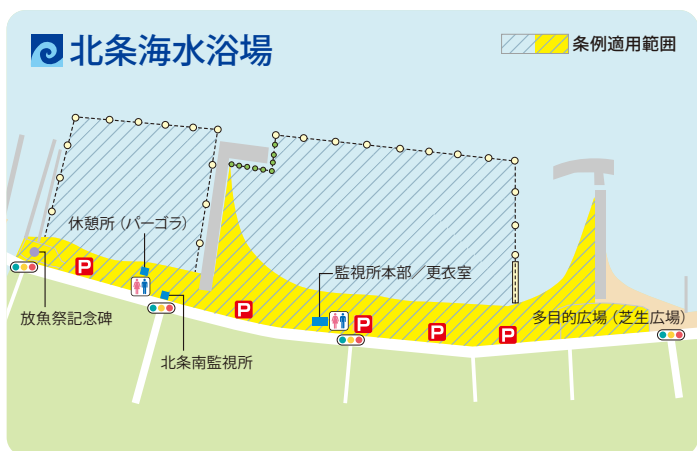 北条海水浴場
条例適用範囲
休憩所（パーゴラ）
P
監視所本部／更衣室
放魚祭記念碑
P
P
P
P
多目的広場（芝生広場）
北条南監視所